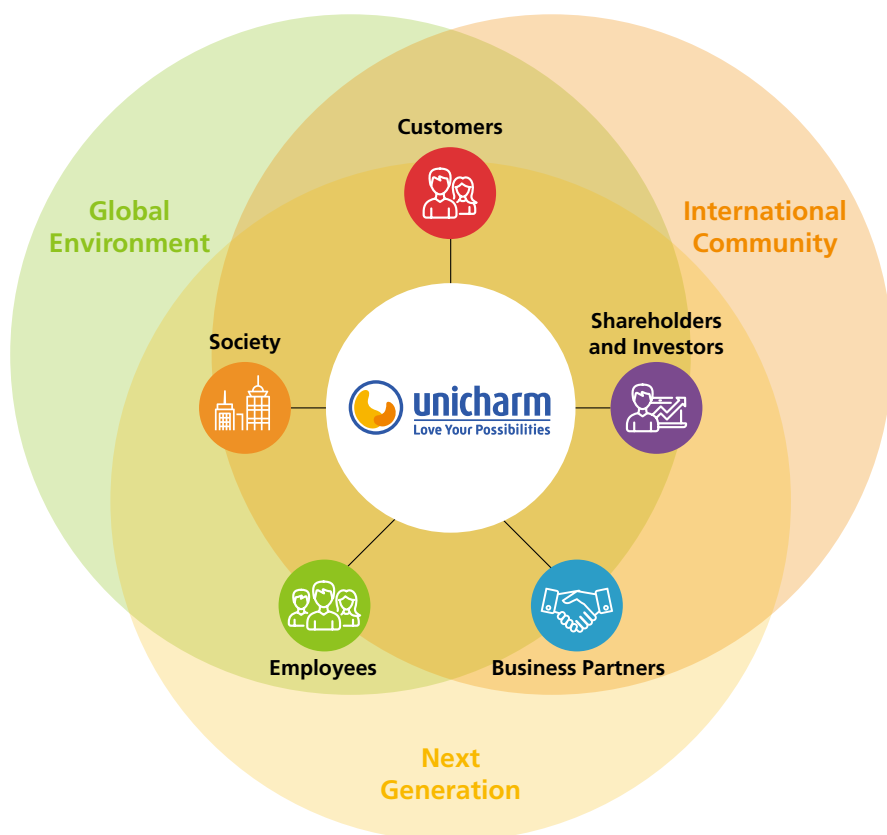 Customers
Global
Environment
International
Community
Society
Shareholders
and Investors
unicharm
Love Your Possibilities
Employees
Business Partners
Next
Generation